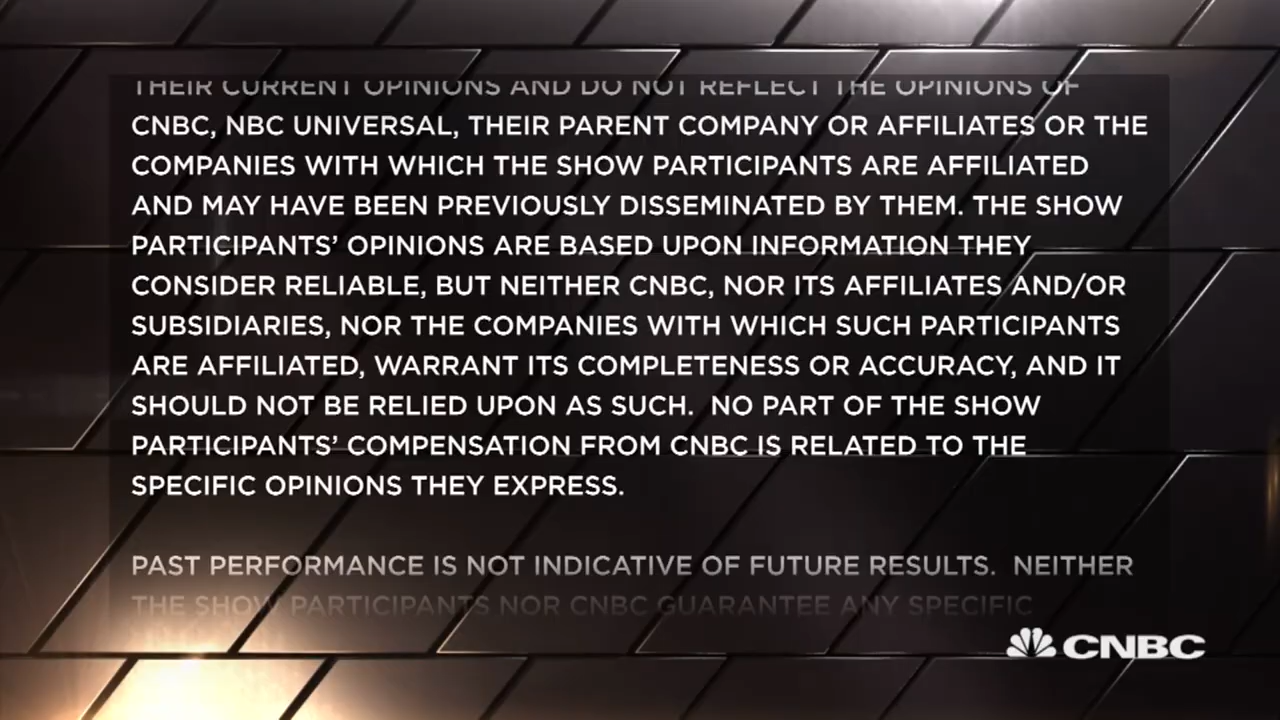 THEIR CURRENT OPINIONS AND DO NOT REFLECT THE OPINIONS OF
CNBC, NBC UNIVERSAL, THEIR PARENT COMPANY OR AFFILIATES OR THE
COMPANIES WITH WHICH THE SHOW PARTICIPANTS ARE AFFILIATED
AND MAY HAVE BEEN PREVIOUSLY DISSEMINATED BY THEM. THE SHOW
PARTICIPANTS’ OPINIONS ARE BASED UPON INFORMATION THEY
CONSIDER RELIABLE, BUT NEITHER CNBC, NOR ITS AFFILIATES AND/OR
SUBSIDIARIES, NOR THE COMPANIES WITH WHICH SUCH PARTICIPANTS
ARE AFFILIATED, WARRANT ITS COMPLETENESS OR ACCURACY, AND IT
SHOULD NOT BE RELIED UPON AS SUCH.  NO PART OF THE SHOW
PARTICIPANTS’ COMPENSATION FROM CNBC IS RELATED TO THE
SPECIFIC OPINIONS THEY EXPRESS.
PAST PERFORMANCE IS NOT INDICATIVE OF FUTURE RESULTS.  NEITHER
THE SHOW PARTICIPANTS NOR CNBC GUARANTEE ANY SPECIFIC
CNBC